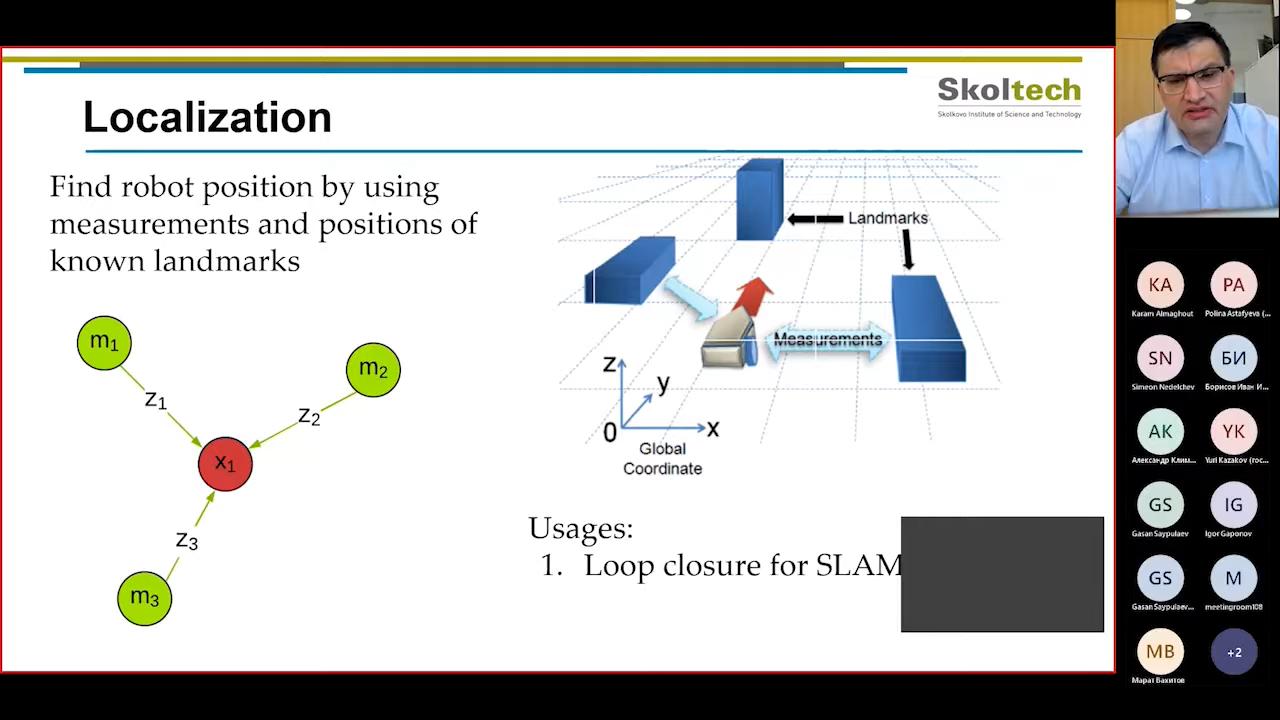 Localization
Skoltech
Skolkovo Institute of Science and Technology
Find robot position by using
measurements and positions of
known landmarks
m1
m2
z1
z2
x1
z3
m3
Landmarks
Measurements
z
y
0
x
Global
Coordinate
Usages:
1. Loop closure for SLAM
KA
PA
Karam Almaghout
Polina Astafyeva (...
SN
БИ
Simeon Nedelchev
Борисов Иван И...
АК
YK
Александр Клим...
Yuri Kazakov (гос...
GS
IG
Gasan Saypulaev
Igor Gaponov
GS
M
Gasan Saypulaev...
meetingroom108
МВ
+2
Марат Вахитов